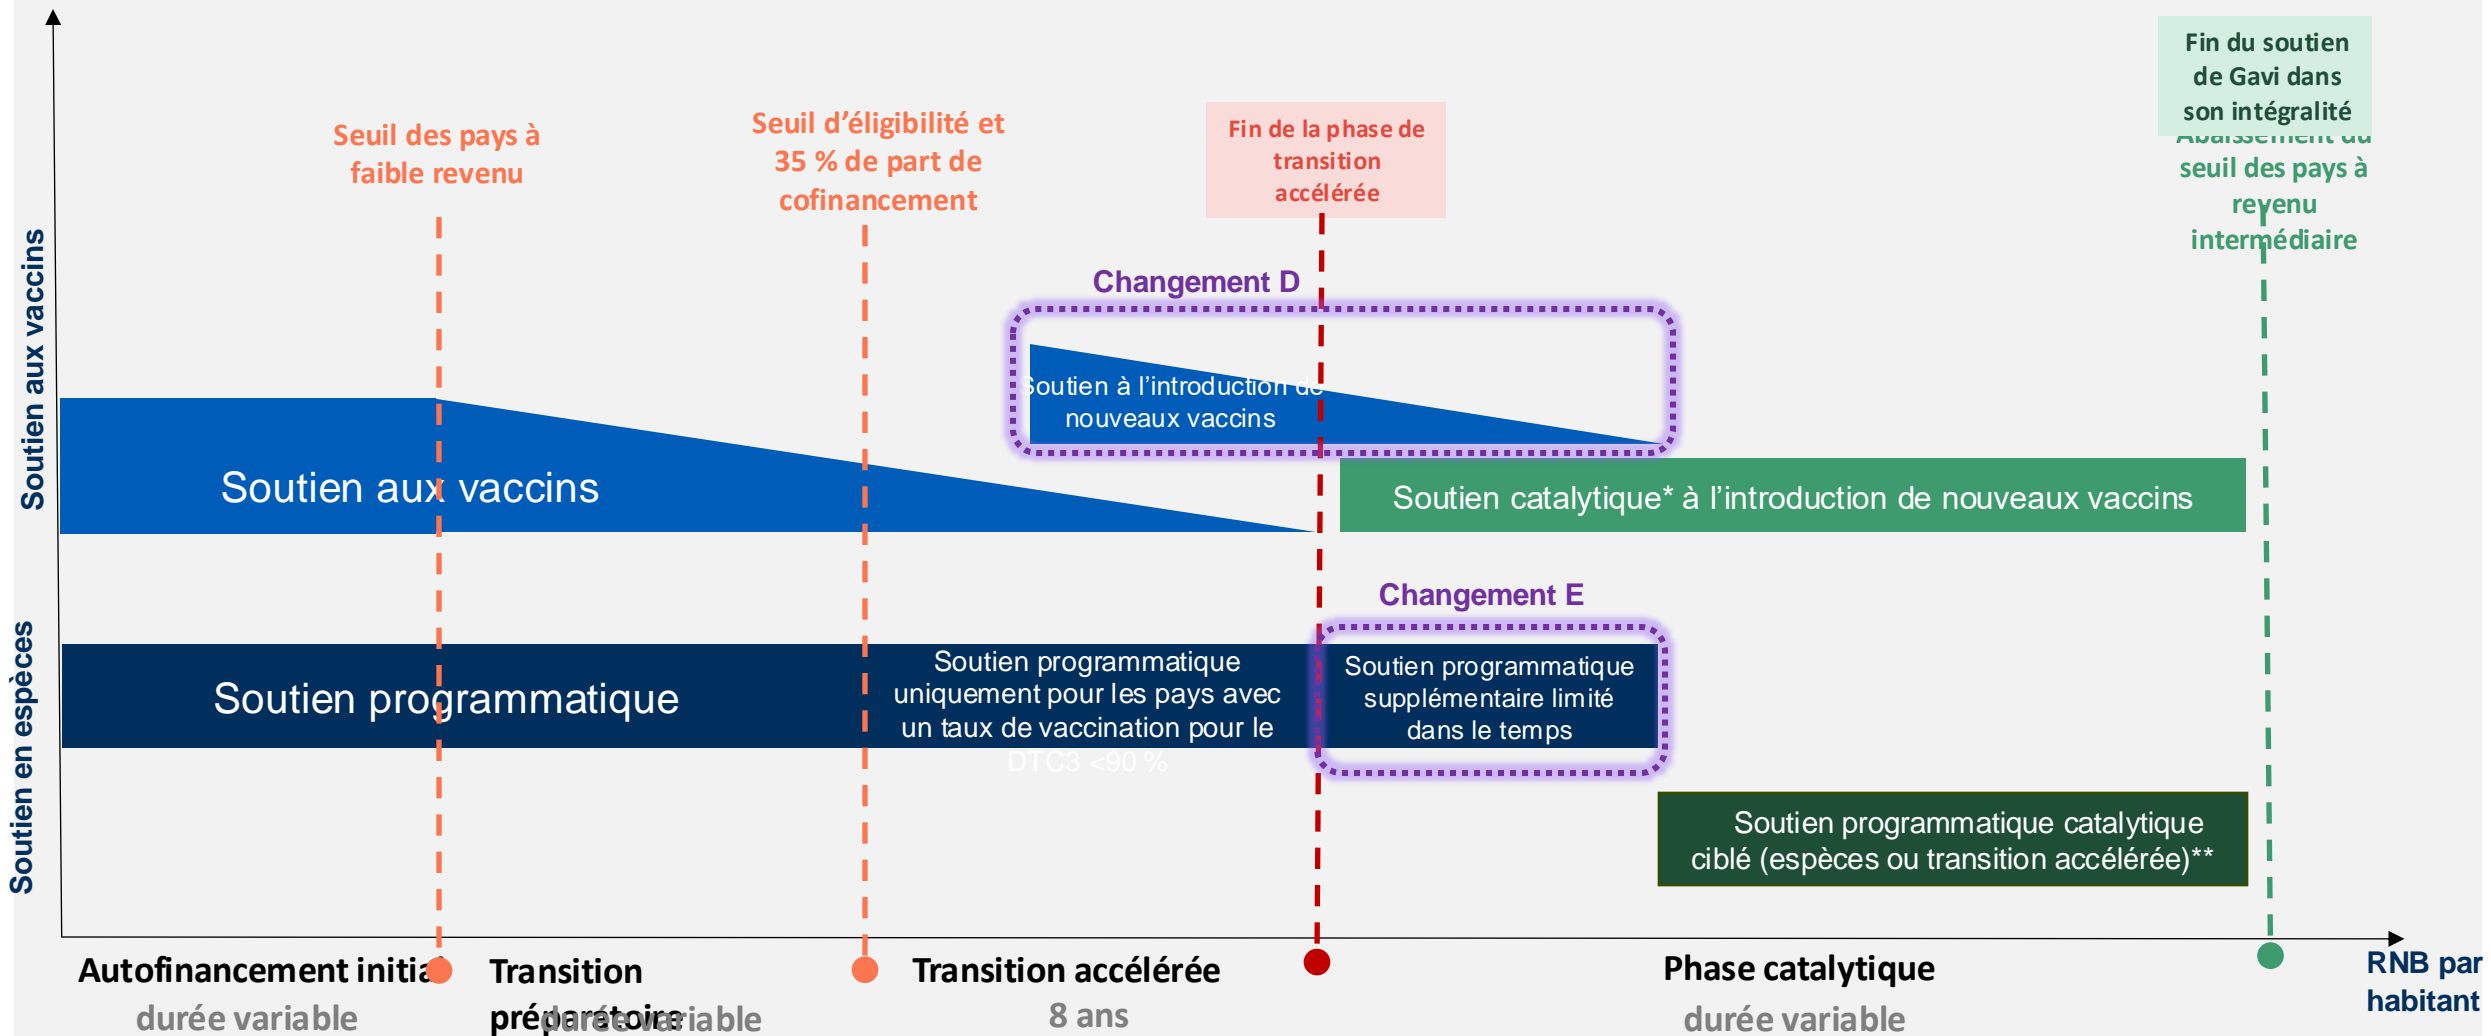 Fin du soutien
de Gavi dans
son intégralité
Abaissement du
seuil des pays à
revenu
intermédiaire
Seuil des pays à
faible revenu
Seuil d’éligibilité et
35 % de part de
cofinancement
Fin de la phase de
transition
accélérée
Soutien aux vaccins
Changement D
Soutien à l’introduction de
nouveaux vaccins
Soutien aux vaccins
Soutien catalytique* à l’introduction de nouveaux vaccins
Changement E
Soutien en espèces
Soutien programmatique
Soutien programmatique
uniquement pour les pays avec
un taux de vaccination pour le
DTC3 <90 %
Soutien programmatique
supplémentaire limité
dans le temps
Soutien programmatique catalytique
ciblé (espèces ou transition accélérée)**
Autofinancement initial
durée variable
Transition
préparatoire
durée variable
Transition accélérée
8 ans
Phase catalytique
durée variable
RNB par
habitant